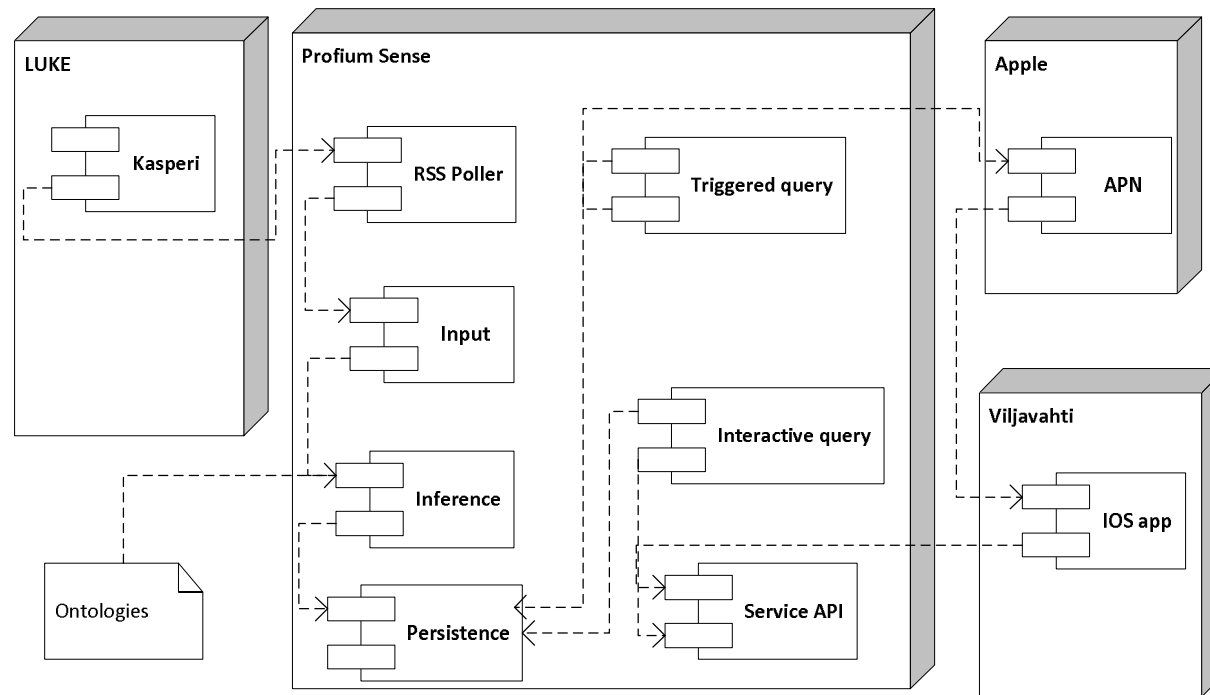 LUKE
Kasperi
Profium Sense
RSS Poller
Triggered query
Input
Interactive query
Inference
Persistence
Service API
Apple
APN
Viljavahti
IOS app
Ontologies